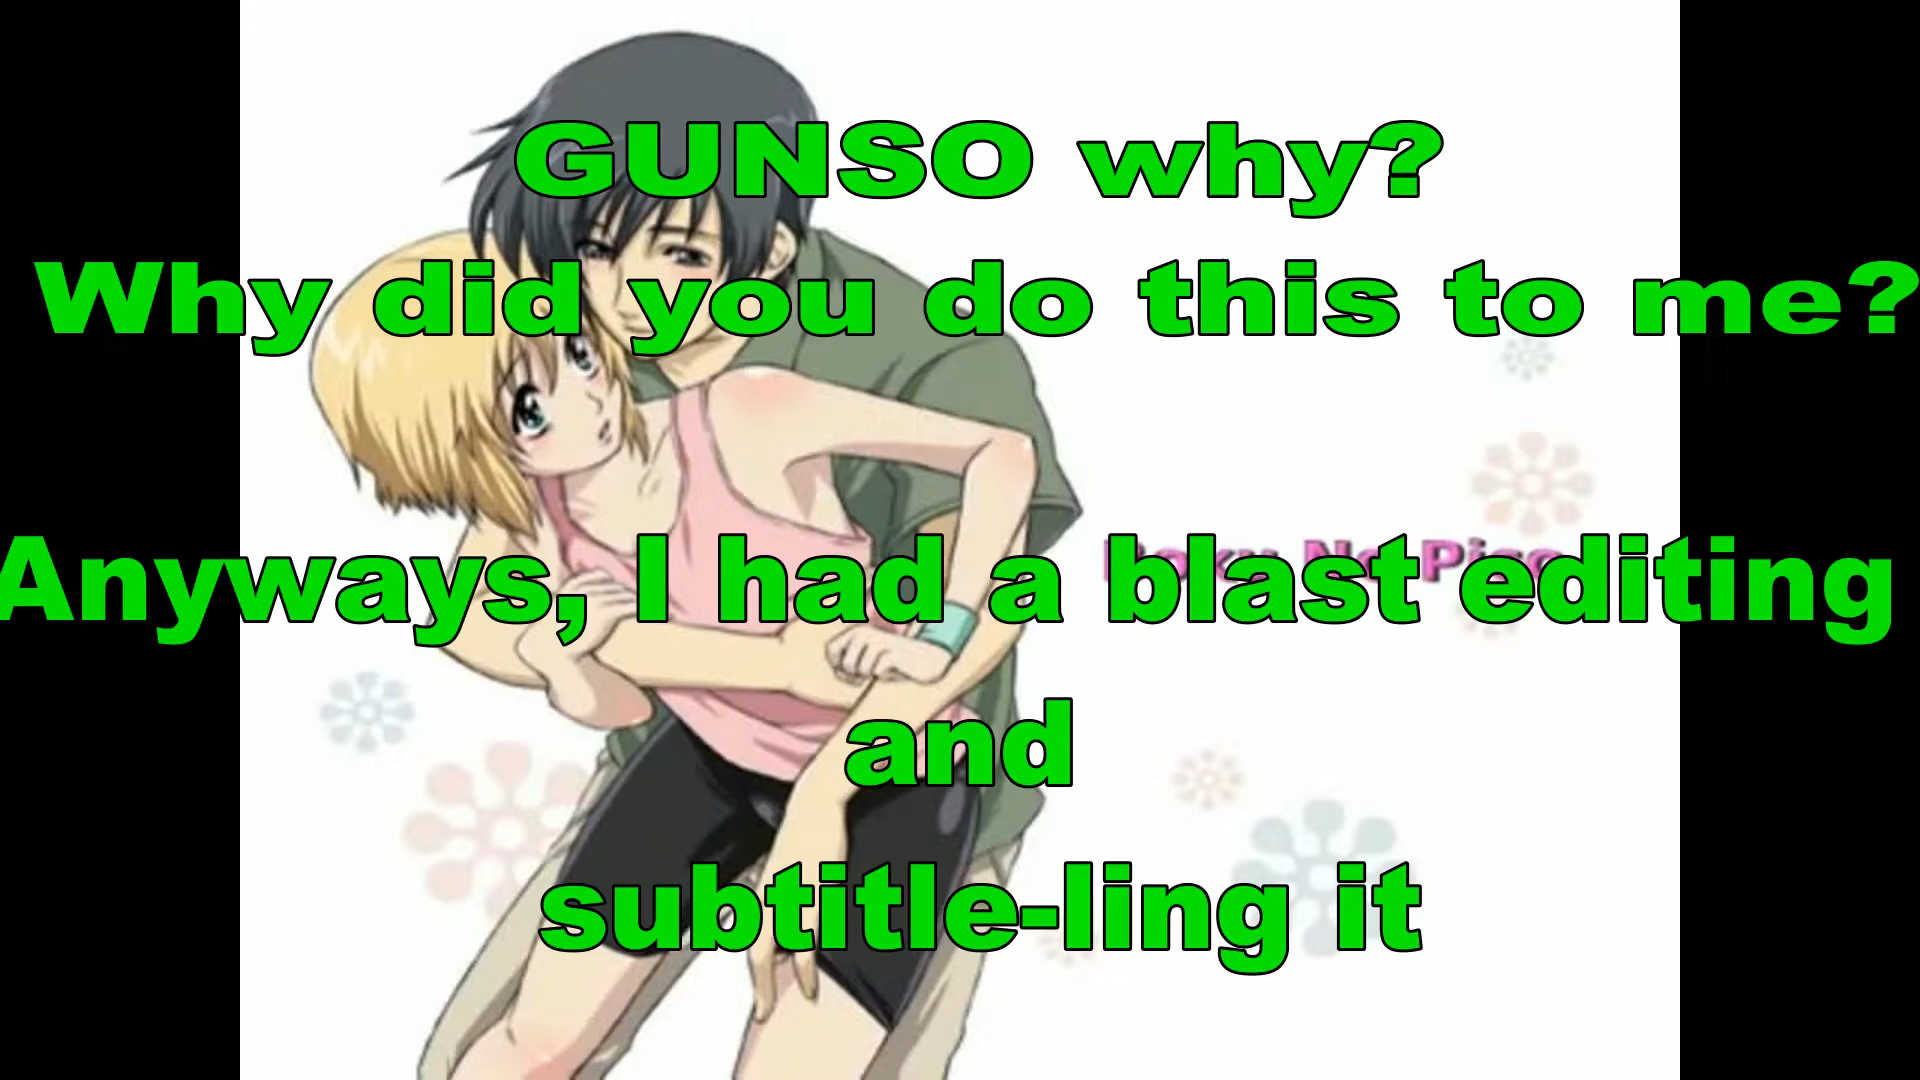 GUNSO why?
Why did you do this to me?
Anyways, I had a blast editing
and
subtitle-ling it